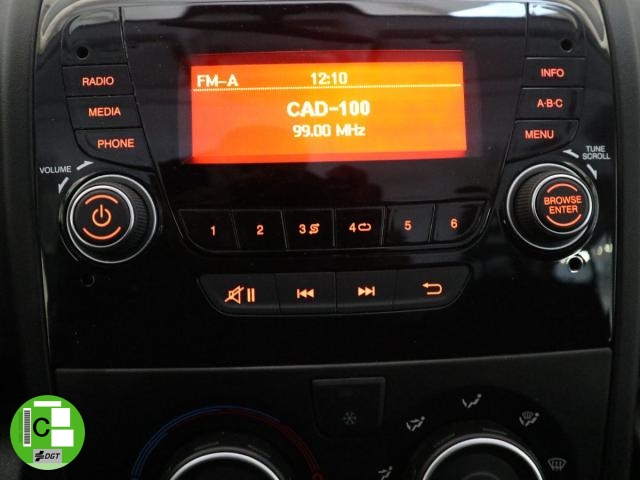 FM-A 12:10
CAD-100
99.00 MHz
RADIO
MEDIA
PHONE
INFO
A·B·C
MENU
VOLUME
TUNE
SCROLL
BROWSE
ENTER
1 2 3 4 5 6
C
DGT